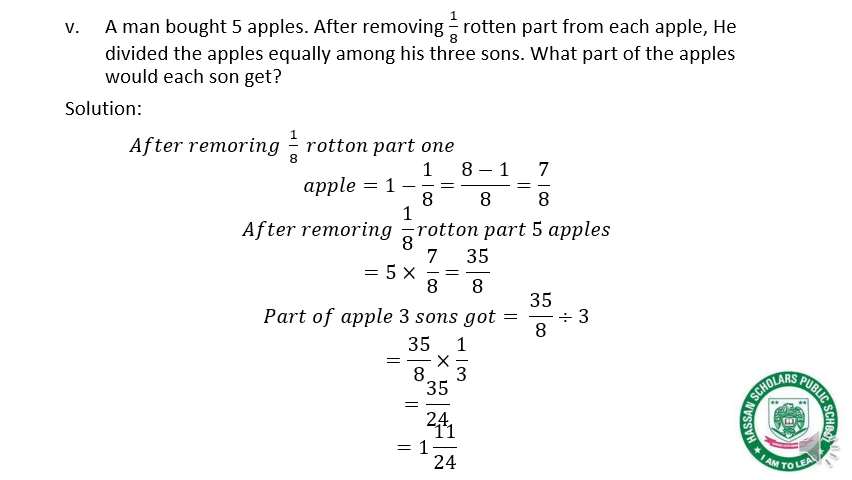 v. A man bought 5 apples. After removing 1/8 rotten part from each apple, He
divided the apples equally among his three sons. What part of the apples
would each son get?
Solution:
After remoring 1/8 rotton part one
apple = 1 − 1/8 = 8 − 1/8 = 7/8
After remoring 1/8 rotton part 5 apples
= 5 × 7/8 = 35/8
Part of apple 3 sons got = 35/8 ÷ 3
= 35/8 × 1/3
= 35/24
= 1 11/24
HASSAN SCHOLARS PUBLIC SCHO
I AM TO LEA